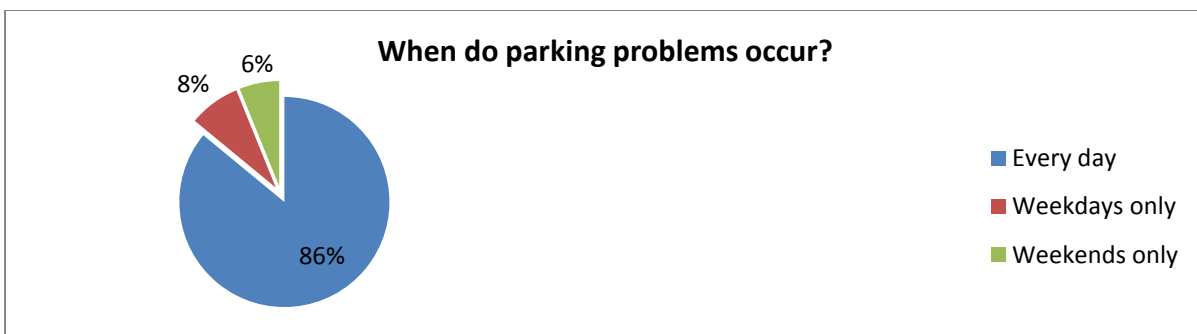 When do parking problems occur?
6%
8%
86%
Every day
Weekdays only
Weekends only